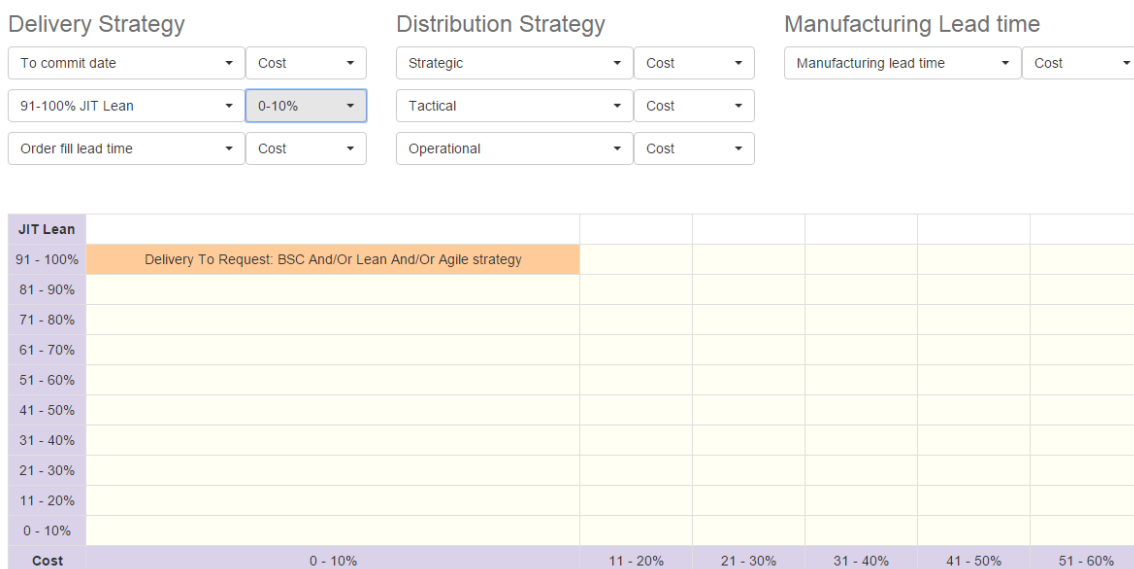 Delivery Strategy Distribution Strategy Manufacturing Lead time
To commit date Cost Strategic Cost Manufacturing lead time Cost
91-100% JIT Lean 0-10% Tactical Cost
Order fill lead time Cost Operational Cost
JIT Lean
91 - 100% Delivery To Request: BSC And/Or Lean And/Or Agile strategy
81 - 90%
71 - 80%
61 - 70%
51 - 60%
41 - 50%
31 - 40%
21 - 30%
11 - 20%
0 - 10%
Cost 0 - 10% 11 - 20% 21 - 30% 31 - 40% 41 - 50% 51 - 60%